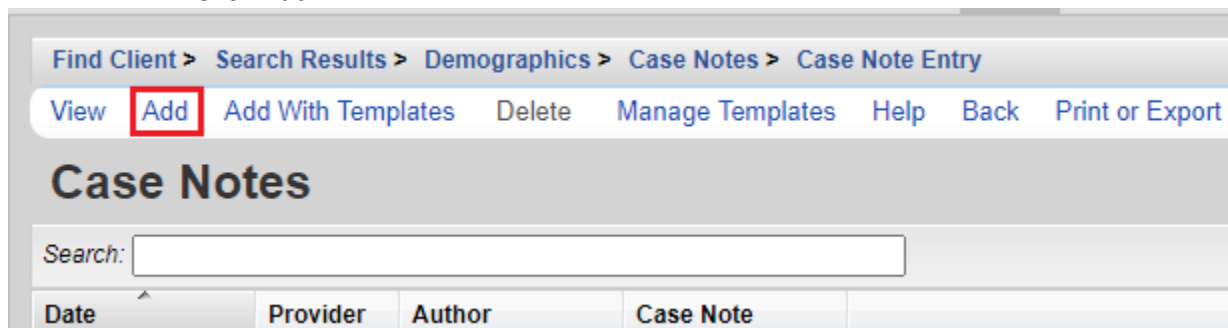 Find Client > Search Results > Demographics > Case Notes > Case Note Entry
View Add Add With Templates Delete Manage Templates Help Back Print or Export
Case Notes
Search:
Date Provider Author Case Note